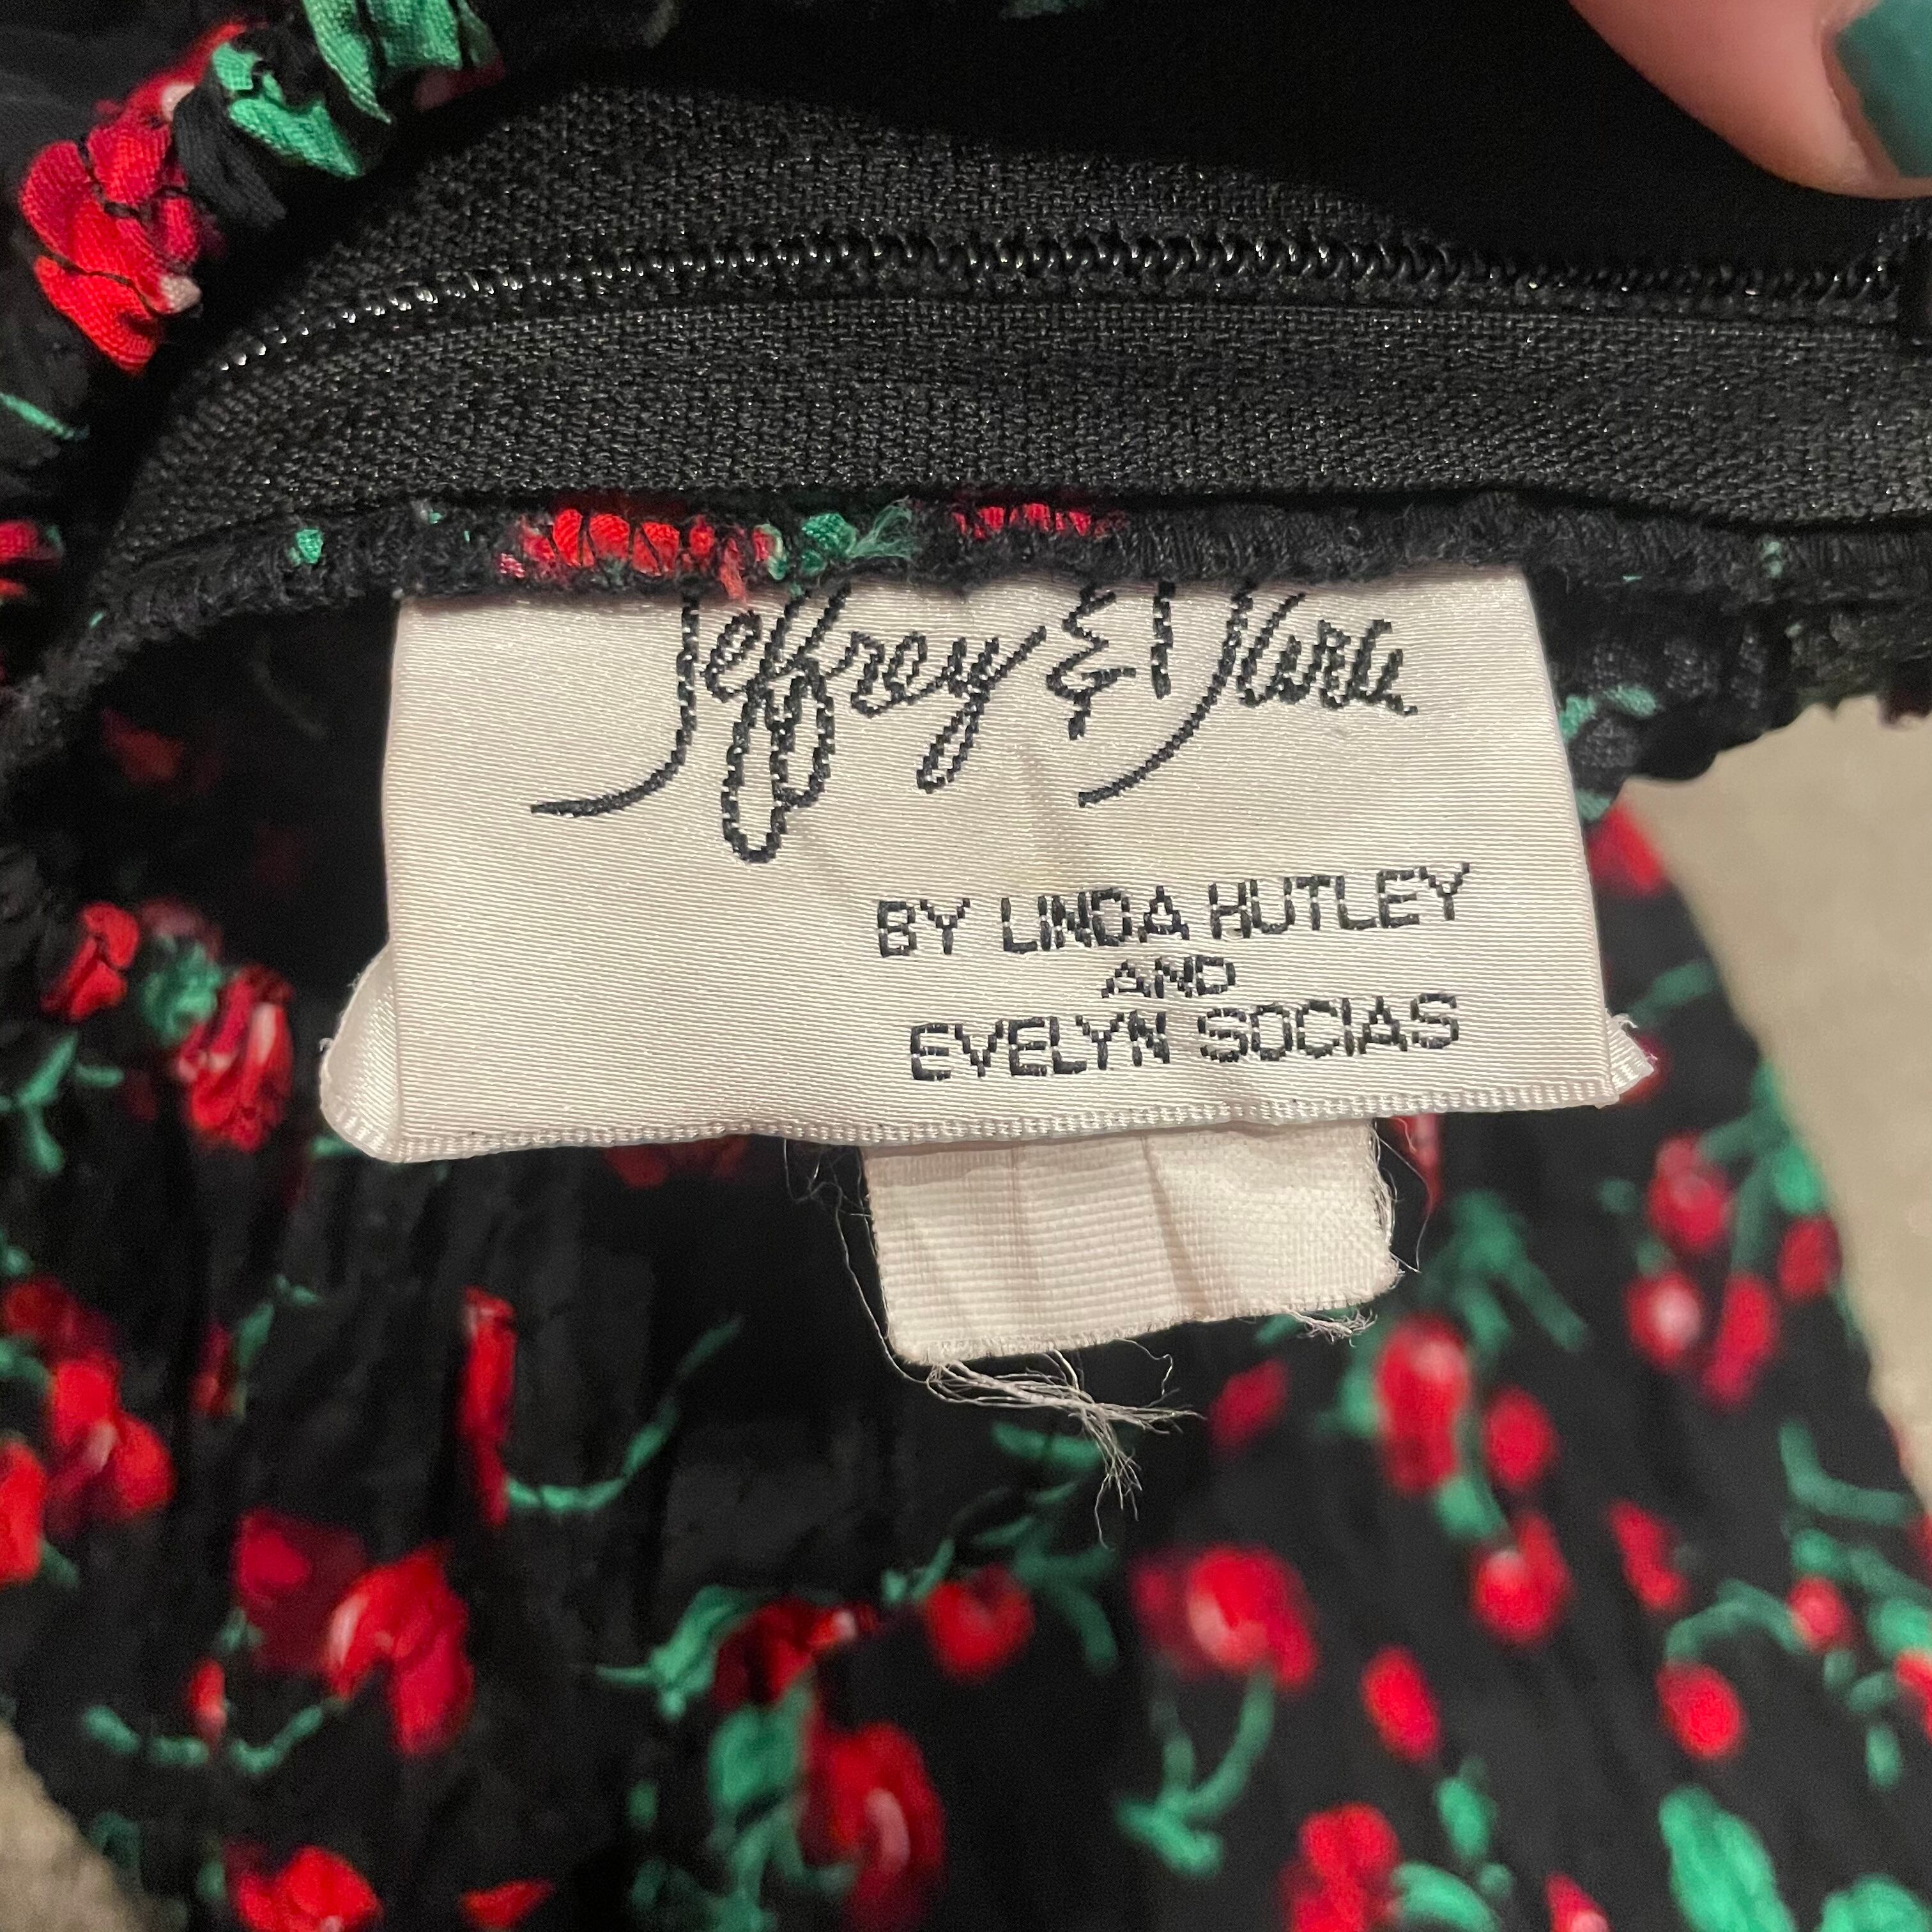 Jeffrey & Dara
BY LINDA HUTLEY
AND
EVELYN SOCIAS